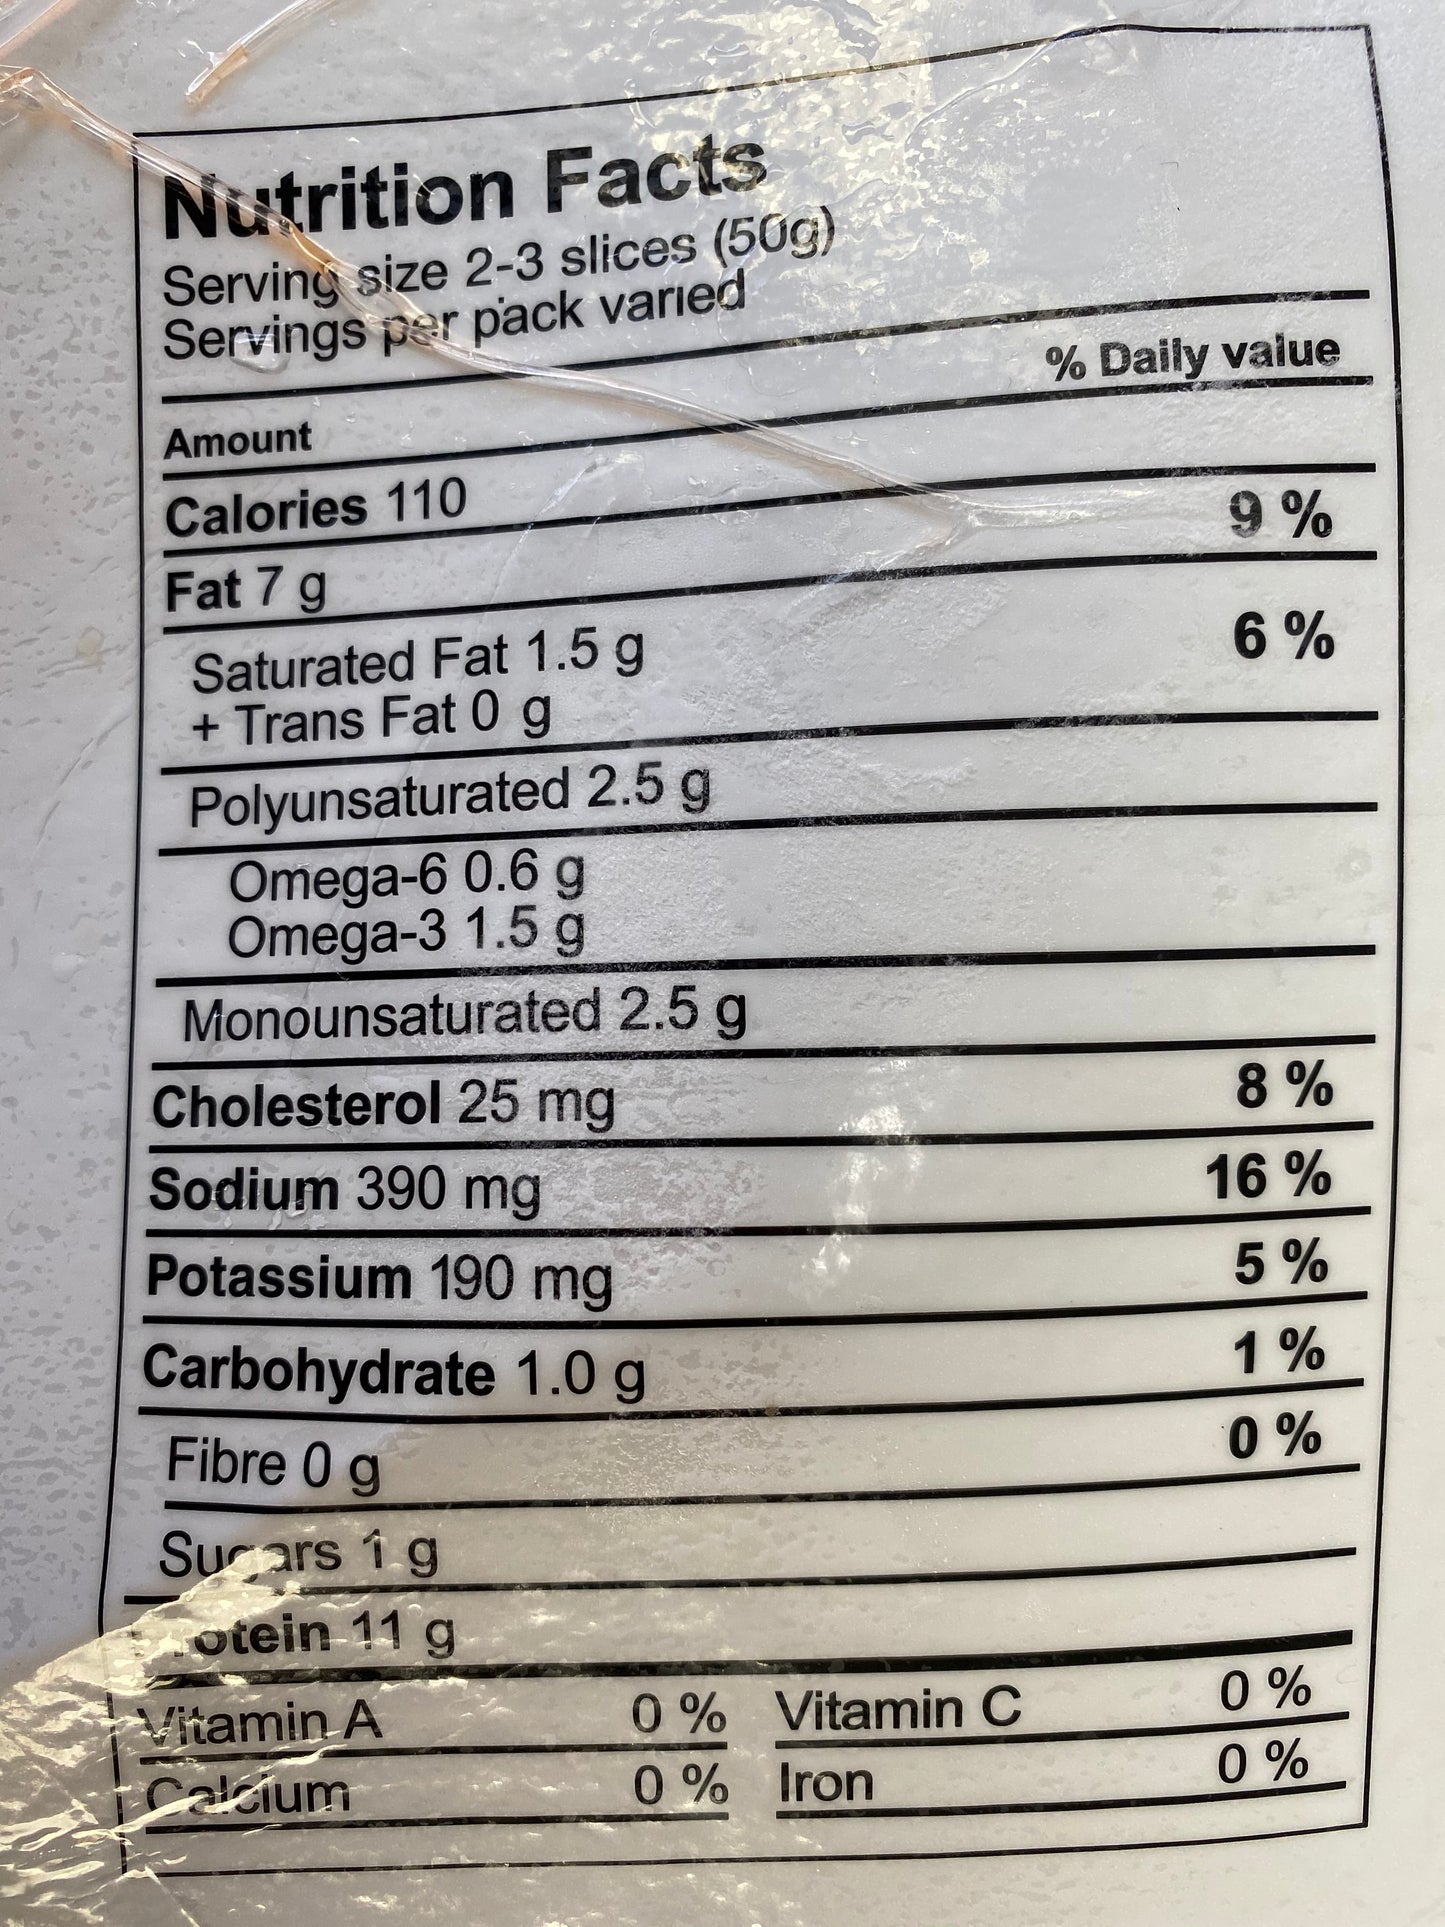 Nutrition Facts
Serving size 2-3 slices (50g)
Servings per pack varied
% Daily value
Amount
Calories 110
Fat 7 g 9 %
Saturated Fat 1.5 g 6 %
+ Trans Fat 0 g
Polyunsaturated 2.5 g
Omega-6 0.6 g
Omega-3 1.5 g
Monounsaturated 2.5 g
Cholesterol 25 mg 8 %
Sodium 390 mg 16 %
Potassium 190 mg 5 %
Carbohydrate 1.0 g 1 %
Fibre 0 g 0 %
Sugars 1 g
Protein 11 g
Vitamin A 0 % Vitamin C 0 %
Calcium 0 % Iron 0 %